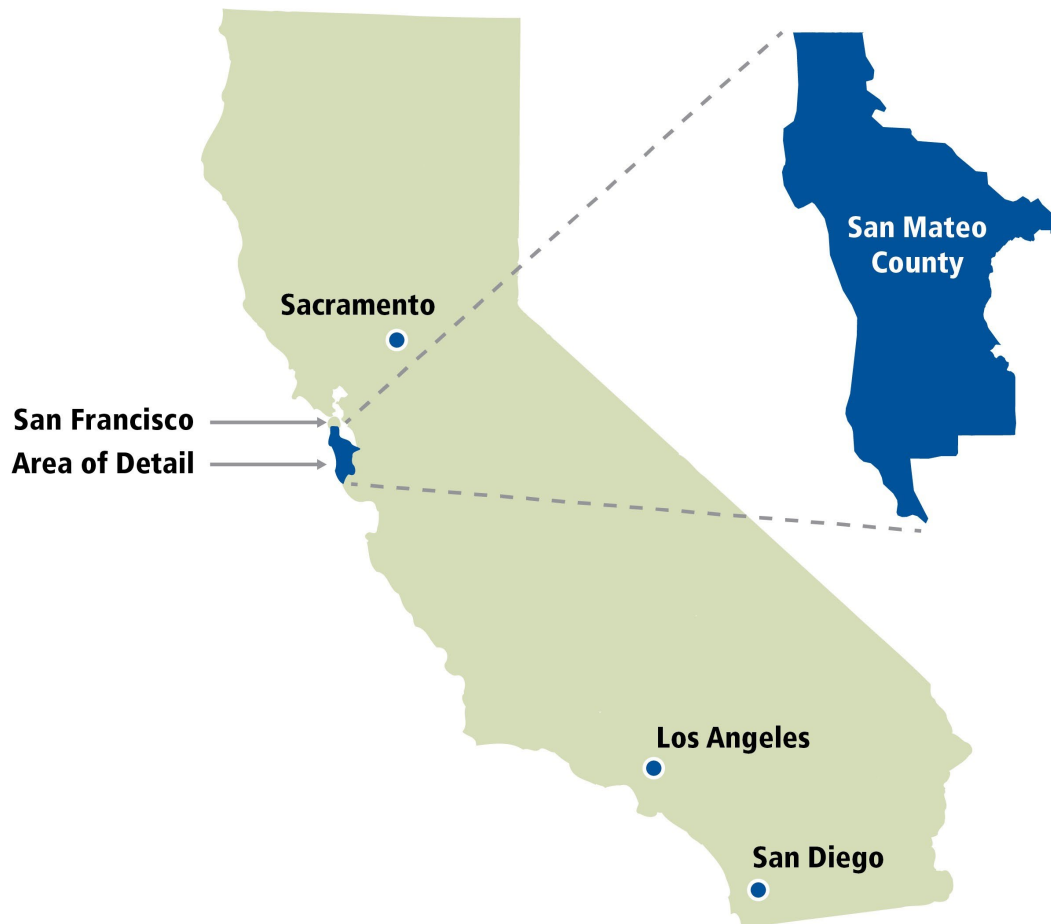 San Mateo
County
Sacramento
San Francisco
Area of Detail
Los Angeles
San Diego